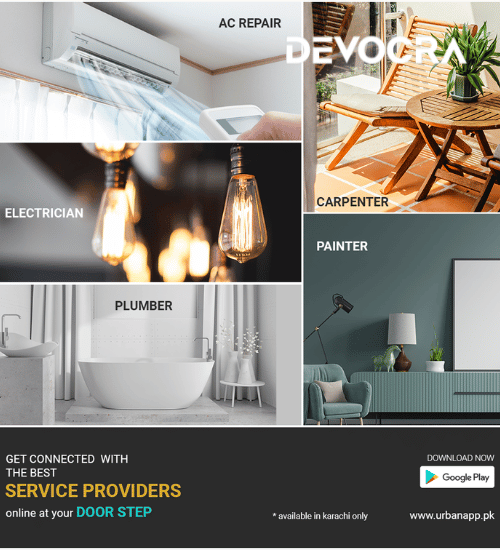 AC REPAIR
DEVOCRA
ELECTRICIAN
CARPENTER
PAINTER
PLUMBER
GET CONNECTED WITH
THE BEST
SERVICE PROVIDERS
online at your DOOR STEP
* available in karachi only
DOWNLOAD NOW
Google Play
www.urbanapp.pk